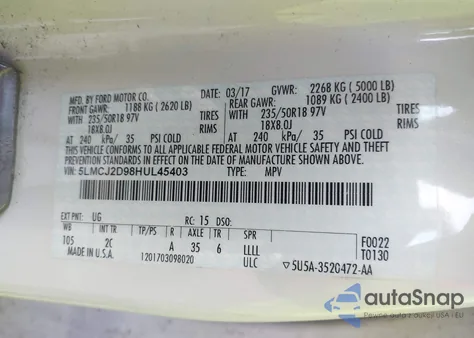 MFD. BY FORD MOTOR CO. 03/17 GVWR: 2268 KG ( 5000 LB)
FRONT GAWR: 1188 KG ( 2620 LB) REAR GAWR: 1089 KG ( 2400 LB)
WITH 235/50R18 97V TIRES WITH 235/50R18 97V TIRES
18X8.0J RIMS 18X8.0J RIMS
AT 240 kPa/ 35 PSI COLD AT 240 kPa/ 35 PSI COLD
THIS VEHICLE CONFORMS TO ALL APPLICABLE FEDERAL MOTOR VEHICLE SAFETY AND THEFT PREVENTION STANDARDS IN EFFECT ON THE DATE OF MANUFACTURE SHOWN ABOVE.
VIN: 5LMCJ2D98HUL45403 TYPE: MPV
EXT PNT: UG RC: 15 DSO:
WB R AXLE TR SPR F0022
105 2C A 35 6 LLLL T0130
MADE IN U.S.A. 1201703098020 ULC 5U5A-3520472-AA
autoSnap
Поиск и доставка авто с США и EU